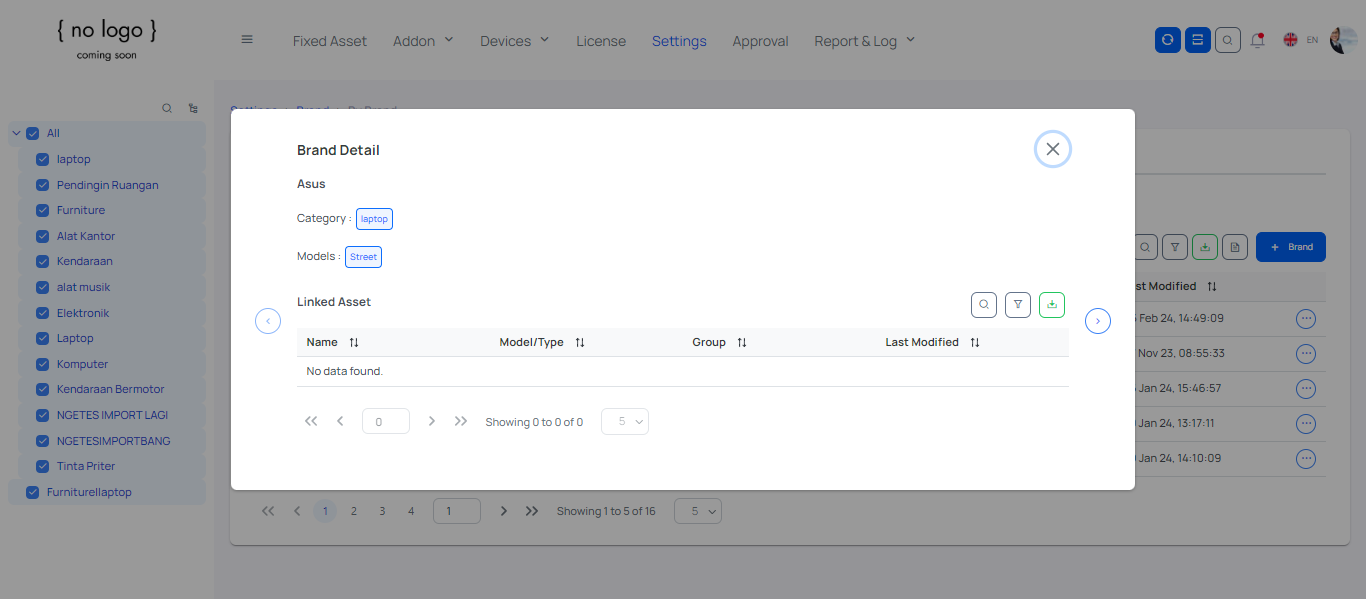 { no logo }
coming soon
Fixed Asset
Addon
Devices
License
Settings
Approval
Report & Log
EN
All
laptop
Pendingin Ruangan
Furniture
Alat Kantor
Kendaraan
alat musik
Elektronik
Laptop
Komputer
Kendaraan Bermotor
NGETES IMPORT LAGI
NGETESIMPORTBANG
Tinta Priter
Furniturellaptop
Brand Detail
Asus
Category : laptop
Models : Street
Linked Asset
Name
Model/Type
Group
Last Modified
No data found.
0
Showing 0 to 0 of 0
5
+ Brand
st Modified
Feb 24, 14:49:09
Nov 23, 08:55:33
Jan 24, 15:46:57
Jan 24, 13:17:11
Jan 24, 14:10:09
1 2 3 4
1
Showing 1 to 5 of 16
5